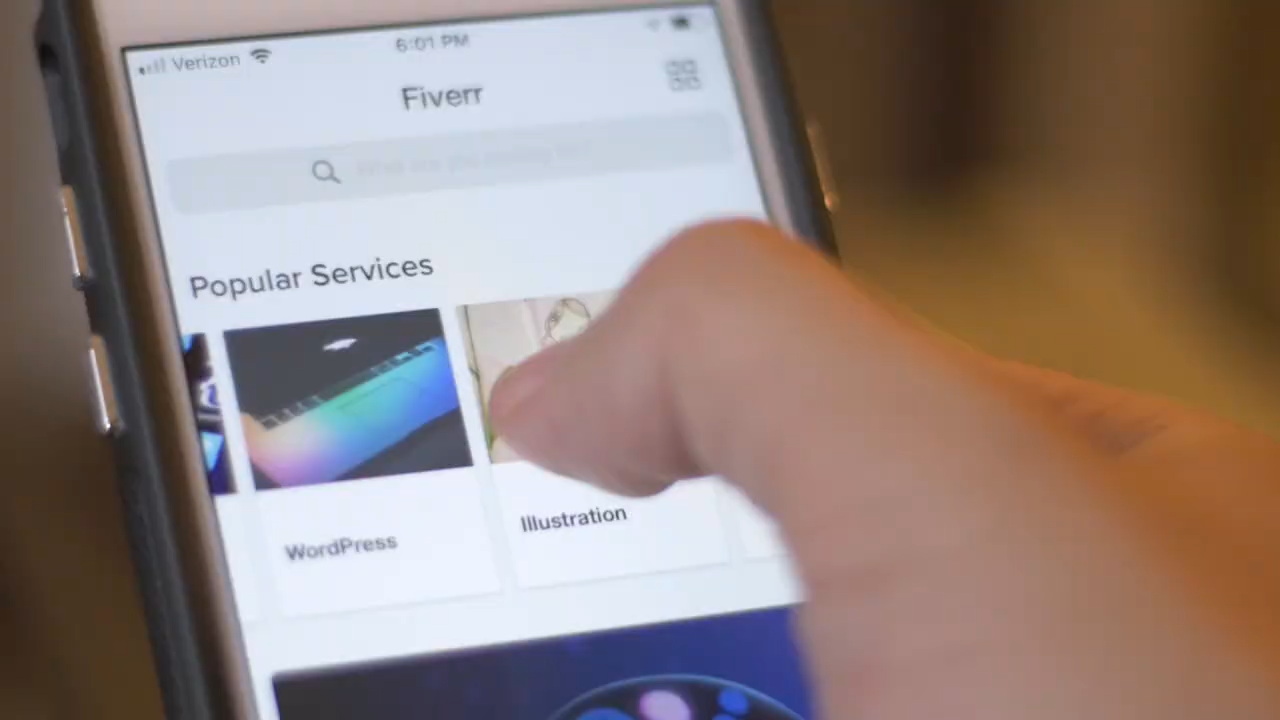 Verizon 6:01 PM
Fiverr
Popular Services
WordPress
Illustration